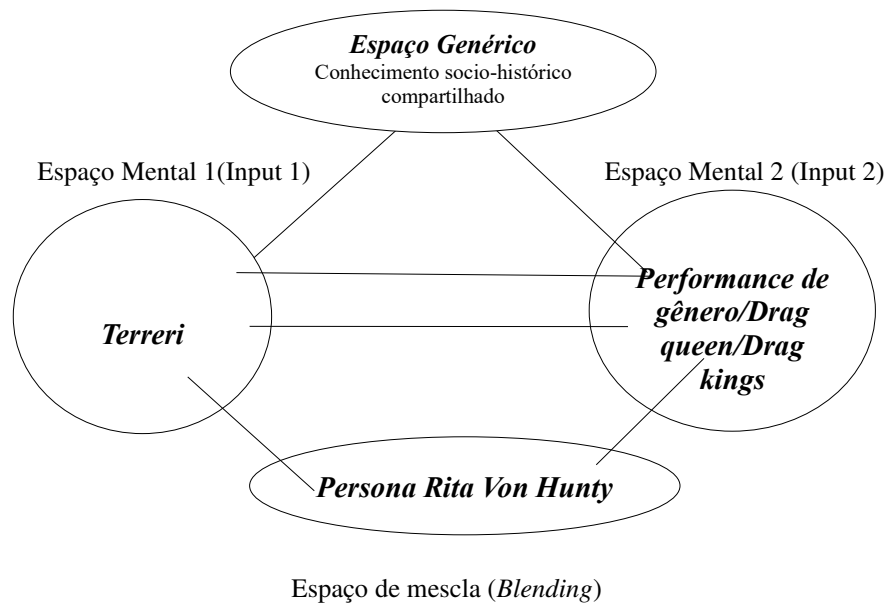 Espaço Genérico
Conhecimento socio-histórico
compartilhado
Espaço Mental 1(Input 1)
Espaço Mental 2 (Input 2)
Terreri
Performance de
gênero/Drag
queen/Drag
kings
Persona Rita Von Hunty
Espaço de mescla (Blending)